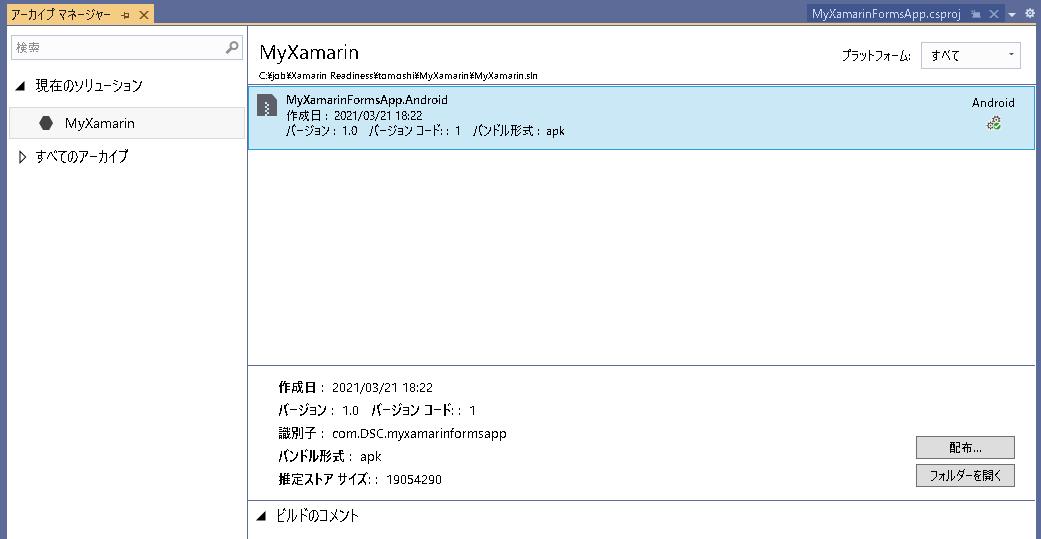 アーカイブ マネージャー
MyXamarinFormsApp.csproj
検索
現在のソリューション
MyXamarin
すべてのアーカイブ
MyXamarin
C:¥job¥Xamarin Readiness¥tomoshi¥MyXamarin¥MyXamarin.sln
プラットフォーム: すべて
MyXamarinFormsApp.Android
作成日 : 2021/03/21 18:22
バージョン : 1.0 バージョン コード: : 1 バンドル形式 : apk
Android
作成日 : 2021/03/21 18:22
バージョン : 1.0 バージョン コード: : 1
識別子 : com.DSC.myxamarinformsapp
バンドル形式 : apk
推定ストア サイズ: : 19054290
配布...
フォルダーを開く
ビルドのコメント